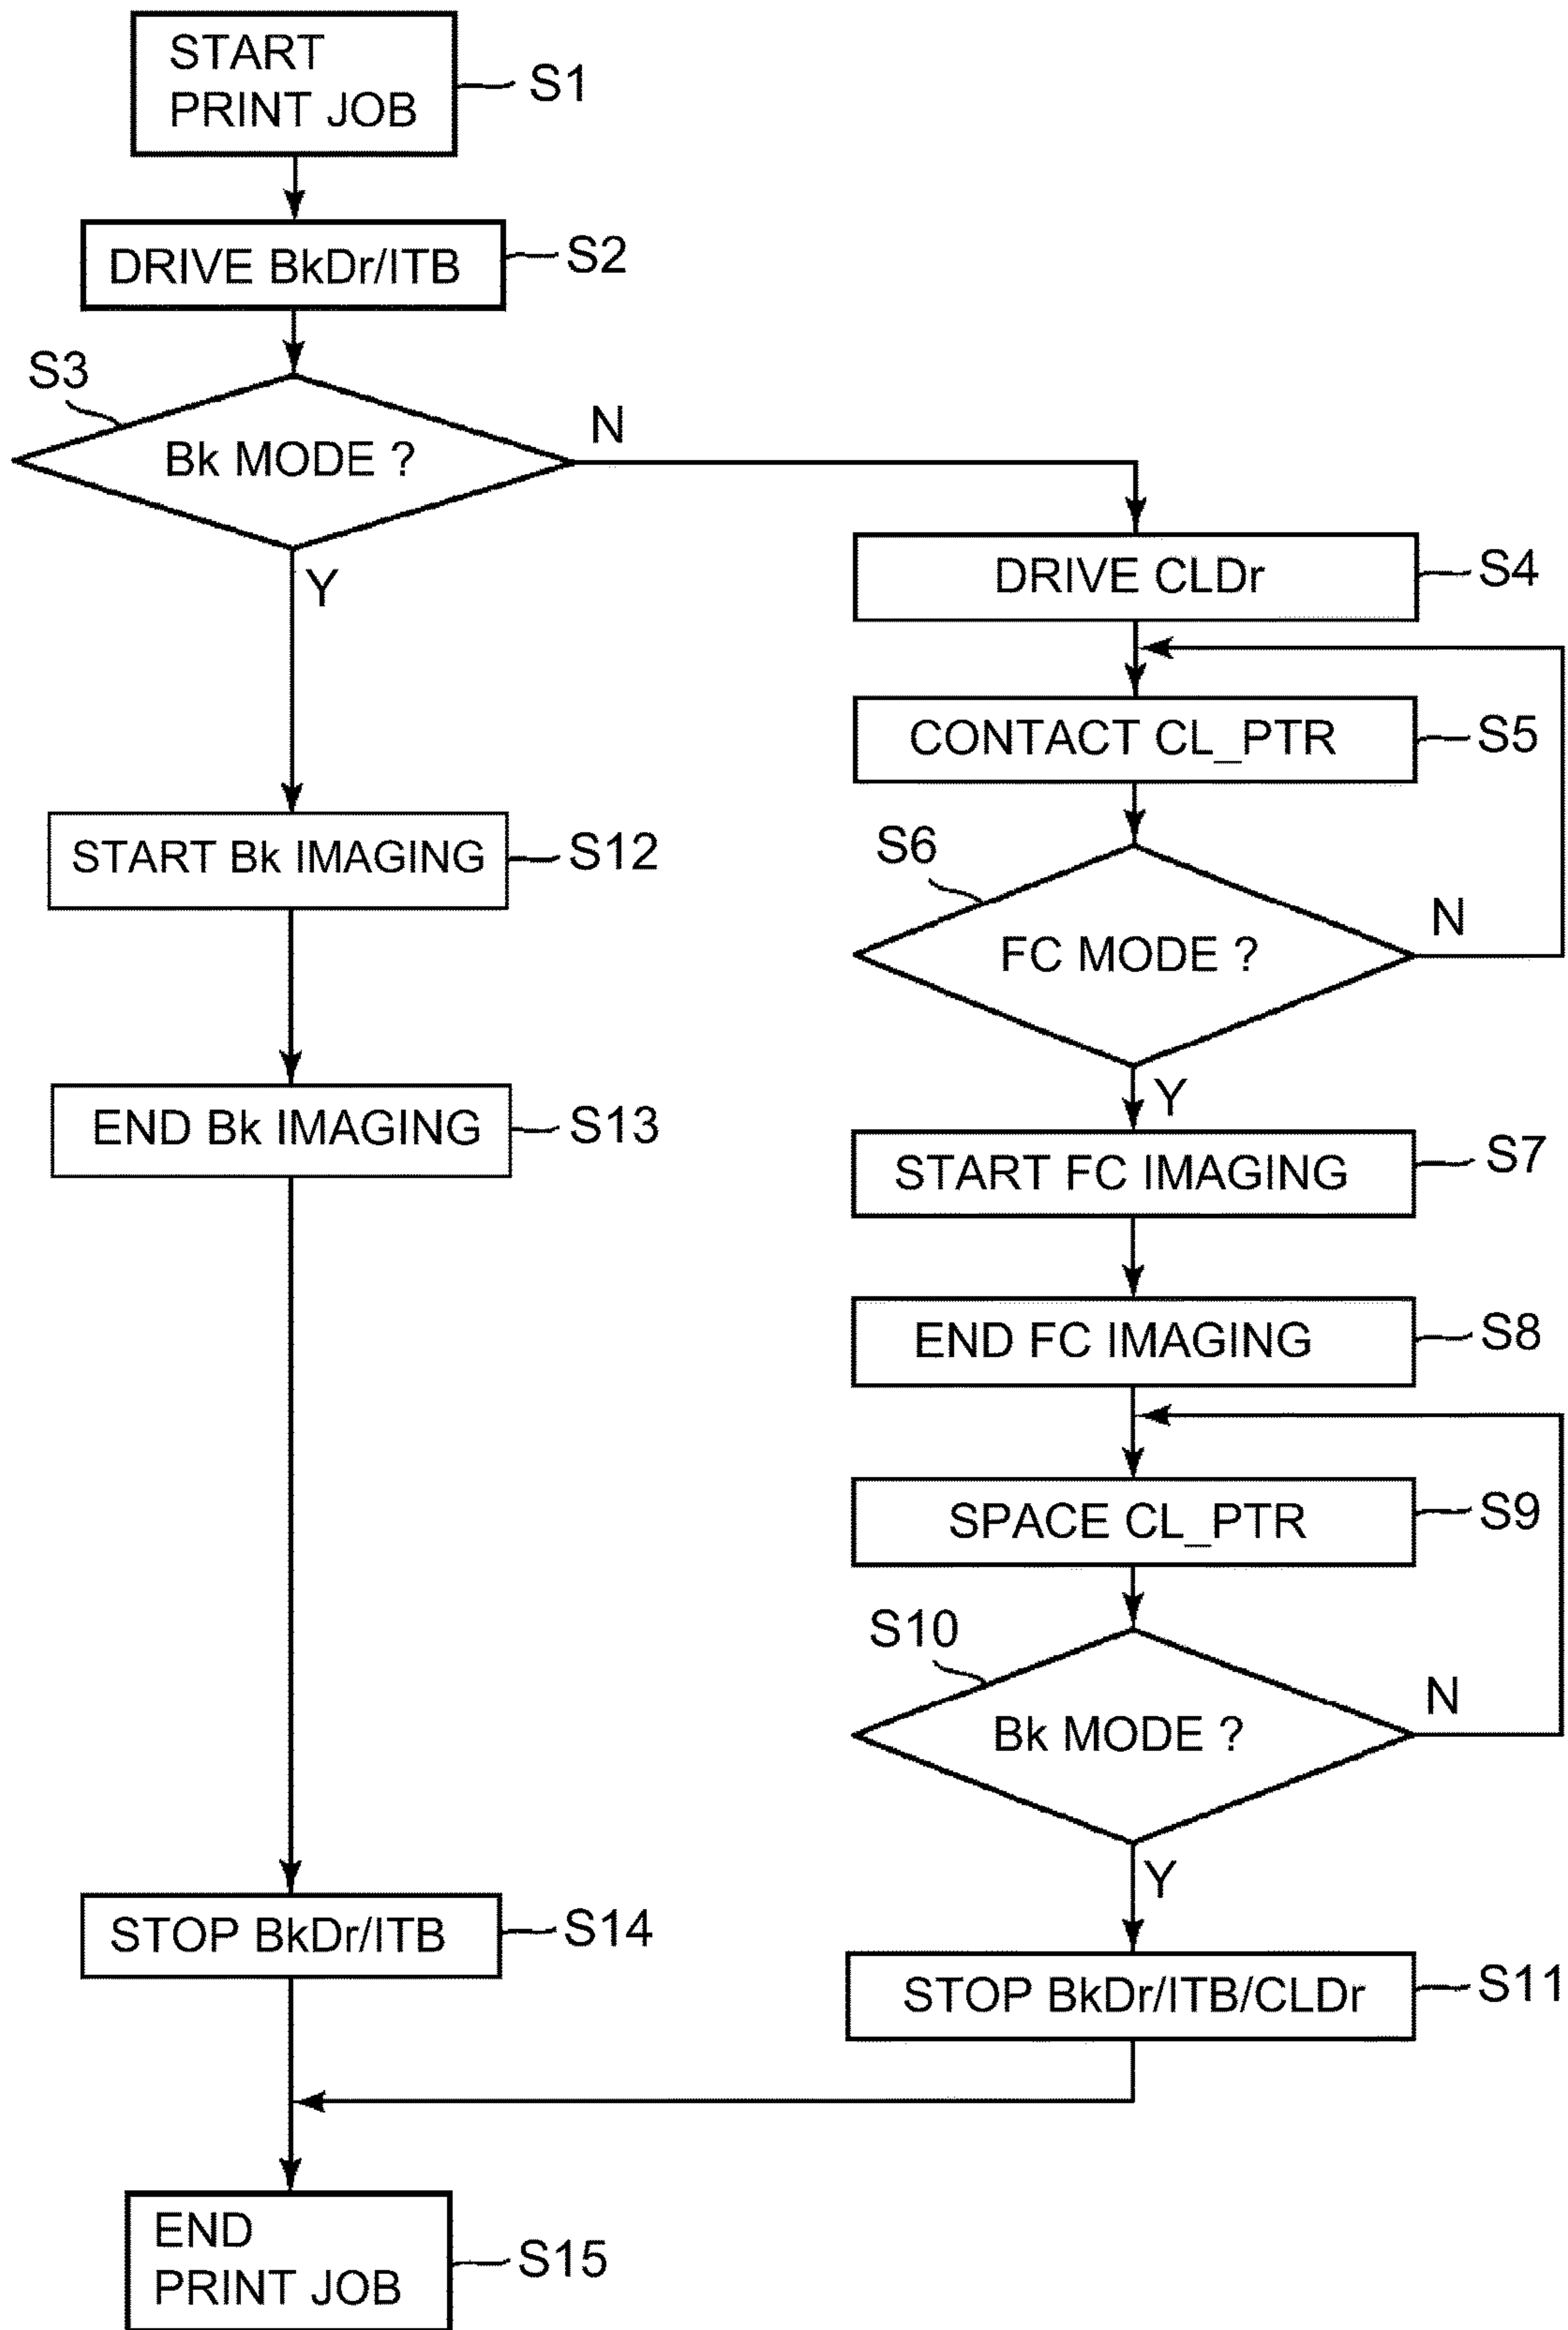 START
PRINT JOB
S1
DRIVE BkDr/ITB
S2
S3
Bk MODE ?
N
Y
DRIVE CLDr
S4
CONTACT CL_PTR
S5
S6
FC MODE ?
N
Y
START Bk IMAGING
S12
END Bk IMAGING
S13
START FC IMAGING
S7
END FC IMAGING
S8
SPACE CL_PTR
S9
S10
Bk MODE ?
N
Y
STOP BkDr/ITB
S14
STOP BkDr/ITB/CLDr
S11
END
PRINT JOB
S15